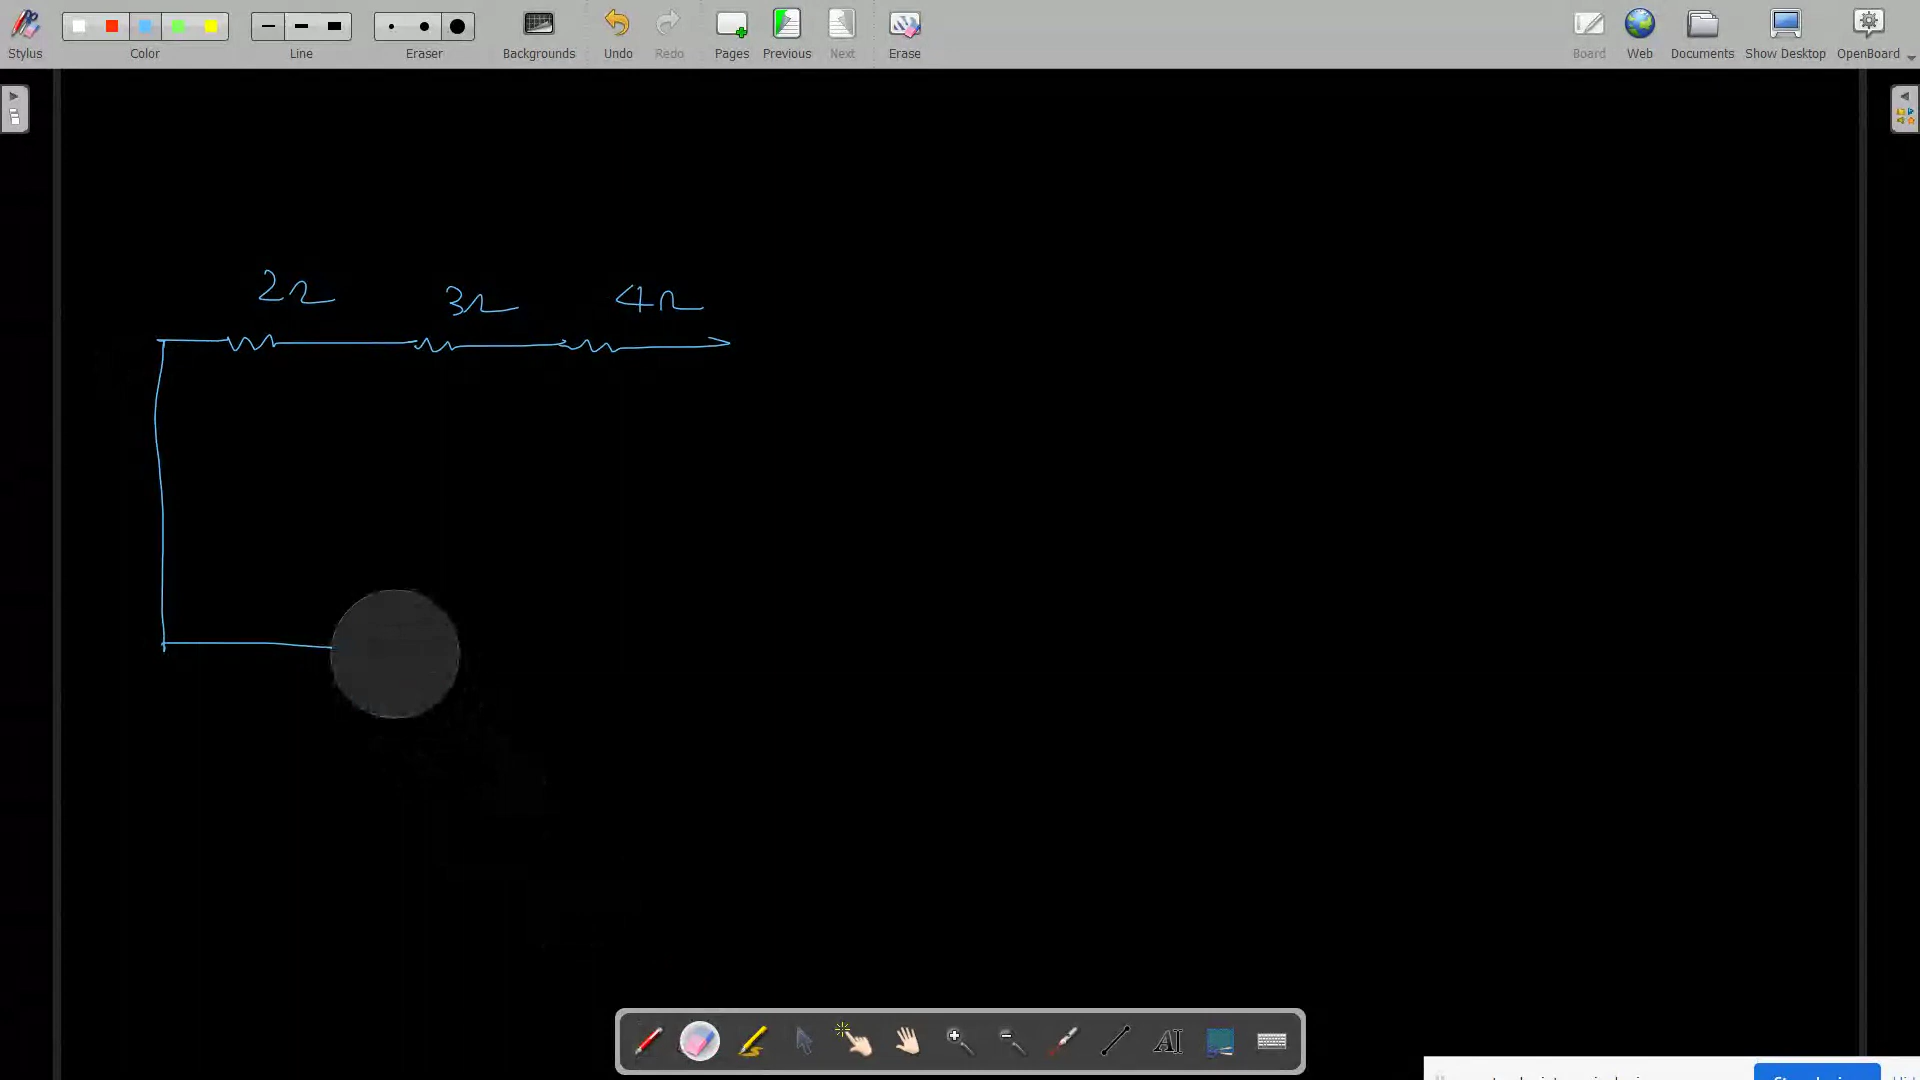 Stylus
Color
Line
Eraser
Backgrounds
Undo
Redo
Pages
Previous
Next
Erase
Board
Web
Documents
Show Desktop
OpenBoard
2Ω 3Ω 4Ω